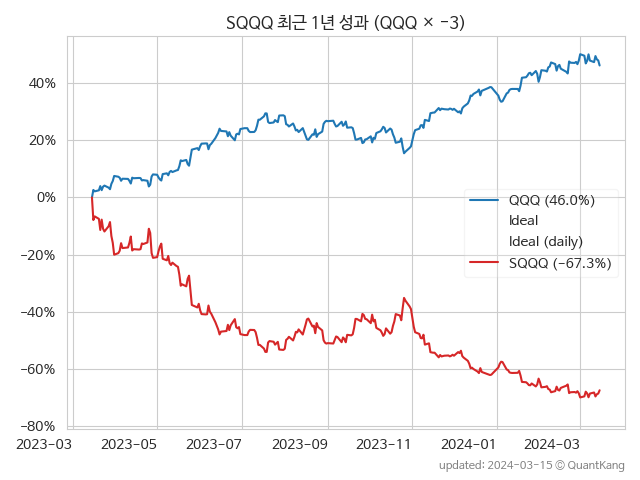 SQQQ 최근 1년 성과 (QQQ × −3)
40%
20%
0%
−20%
−40%
−60%
−80%
QQQ (46.0%)
Ideal
Ideal (daily)
SQQQ (−67.3%)
2023-03
2023-05
2023-07
2023-09
2023-11
2024-01
2024-03
updated: 2024-03-15 © QuantKang